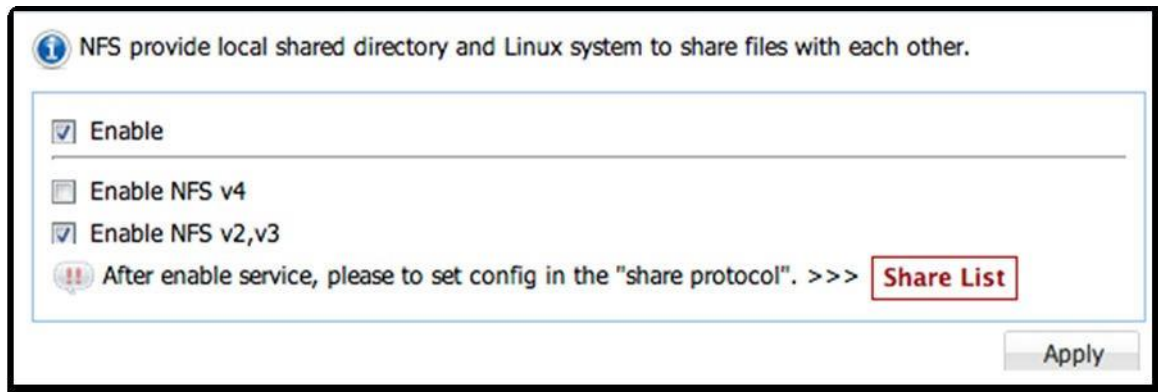 NFS provide local shared directory and Linux system to share files with each other.
Enable
Enable NFS v4
Enable NFS v2,v3
!! After enable service, please to set config in the "share protocol". >>> Share List
Apply